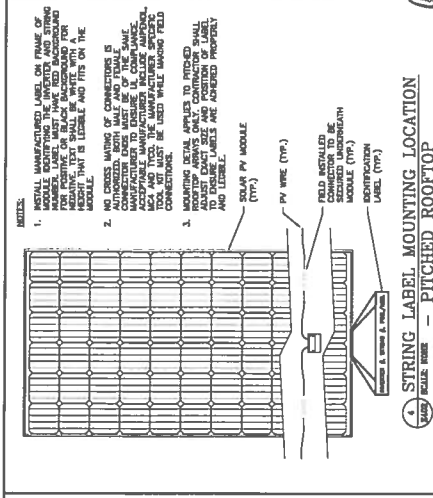 NOTES:
1. INSTALL MANUFACTURED LABEL ON FRAME OF
MODULE IDENTIFYING THE INVERTER AND STRING
NUMBER. LABEL MUST HAVE RED BACKGROUND
FOR POSITIVE OR BLACK BACKGROUND FOR
NEGATIVE. TEXT SHALL BE WHITE WITH A
HEIGHT THAT IS LEGIBLE AND FITS ON THE
MODULE.
2. NO CROSS MATING OF CONNECTORS IS
AUTHORIZED. BOTH MALE AND FEMALE
CONNECTOR ENDS MUST BE OF THE SAME
MANUFACTURER TO ENSURE UL COMPLIANCE.
ACCEPTABLE MANUFACTURER INCLUDE AMPHENOL,
MC4 AND TYCO. THE MANUFACTURER SPECIFIC
TOOL KIT MUST BE USED WHILE MAKING FIELD
CONNECTIONS.
3. MOUNTING DETAIL APPLIES TO PITCHED
ROOFTOP ARRAYS ONLY. CONTRACTOR SHALL
ADJUST EXACT SIZE AND POSITION OF LABEL
TO ENSURE LABELS ARE ADHERED PROPERLY
AND LEGIBLE.
SOLAR PV MODULE
(TYP.)
PV WIRE (TYP.)
FIELD INSTALLED
CONNECTOR TO BE
SECURED UNDERNEATH
MODULE (TYP.)
IDENTIFICATION
LABEL (TYP.)
4 STRING LABEL MOUNTING LOCATION
SCALE: NONE – PITCHED ROOFTOP